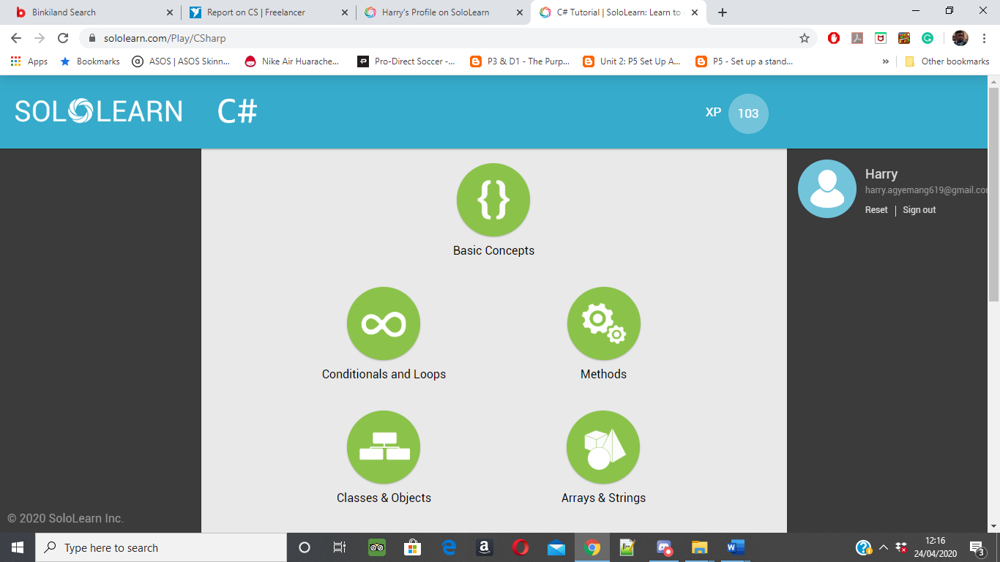 Binkiland Search
Report on CS | Freelancer
Harry's Profile on SoloLearn
C# Tutorial | SoloLearn: Learn to
sololearn.com/Play/CSharp
Apps
Bookmarks
ASOS | ASOS Skinn...
Nike Air Huarache...
Pro-Direct Soccer -...
P3 & D1 - The Purp...
Unit 2: P5 Set Up A...
P5 - Set up a stand...
»
Other bookmarks
SOLOLEARN
C#
XP 103
Harry
harry.agyemang619@gmail.com
Reset | Sign out
{}
Basic Concepts
Conditionals and Loops
Methods
Classes & Objects
Arrays & Strings
© 2020 SoloLearn Inc.
Type here to search
12:16
24/04/2020
3